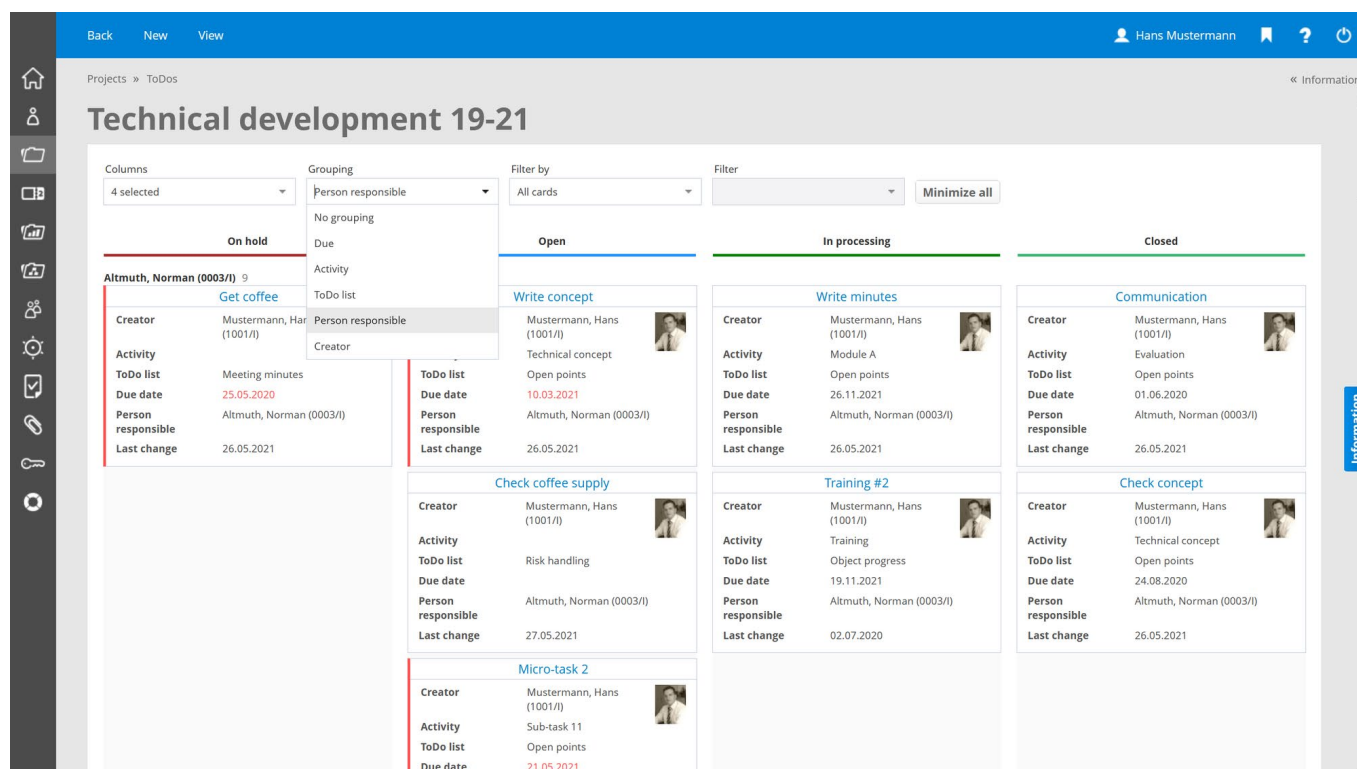 Back New View Hans Mustermann ?
Projects » ToDos « Information
Technical development 19-21
Columns Grouping Filter by Filter
4 selected Person responsible All cards Minimize all
No grouping
Due
Activity
ToDo list
Person responsible
Creator
On hold Open In processing Closed
Altmuth, Norman (0003/I) 9
Get coffee
Creator Mustermann, Han
(1001/I)
Activity
ToDo list Meeting minutes
Due date 25.05.2020
Person Altmuth, Norman (0003/I)
responsible
Last change 26.05.2021
Write concept
Mustermann, Hans
(1001/I)
Technical concept
ToDo list Open points
Due date 10.03.2021
Person Altmuth, Norman (0003/I)
responsible
Last change 26.05.2021
Check coffee supply
Creator Mustermann, Hans
(1001/I)
Activity
ToDo list Risk handling
Due date
Person Altmuth, Norman (0003/I)
responsible
Last change 27.05.2021
Micro-task 2
Creator Mustermann, Hans
(1001/I)
Activity Sub-task 11
ToDo list Open points
Due date 21.05.2021
Write minutes
Creator Mustermann, Hans
(1001/I)
Activity Module A
ToDo list Open points
Due date 26.11.2021
Person Altmuth, Norman (0003/I)
responsible
Last change 26.05.2021
Training #2
Creator Mustermann, Hans
(1001/I)
Activity Training
ToDo list Object progress
Due date 19.11.2021
Person Altmuth, Norman (0003/I)
responsible
Last change 02.07.2020
Communication
Creator Mustermann, Hans
(1001/I)
Activity Evaluation
ToDo list Open points
Due date 01.06.2020
Person Altmuth, Norman (0003/I)
responsible
Last change 26.05.2021
Check concept
Creator Mustermann, Hans
(1001/I)
Activity Technical concept
ToDo list Open points
Due date 24.08.2020
Person Altmuth, Norman (0003/I)
responsible
Last change 26.05.2021
Information